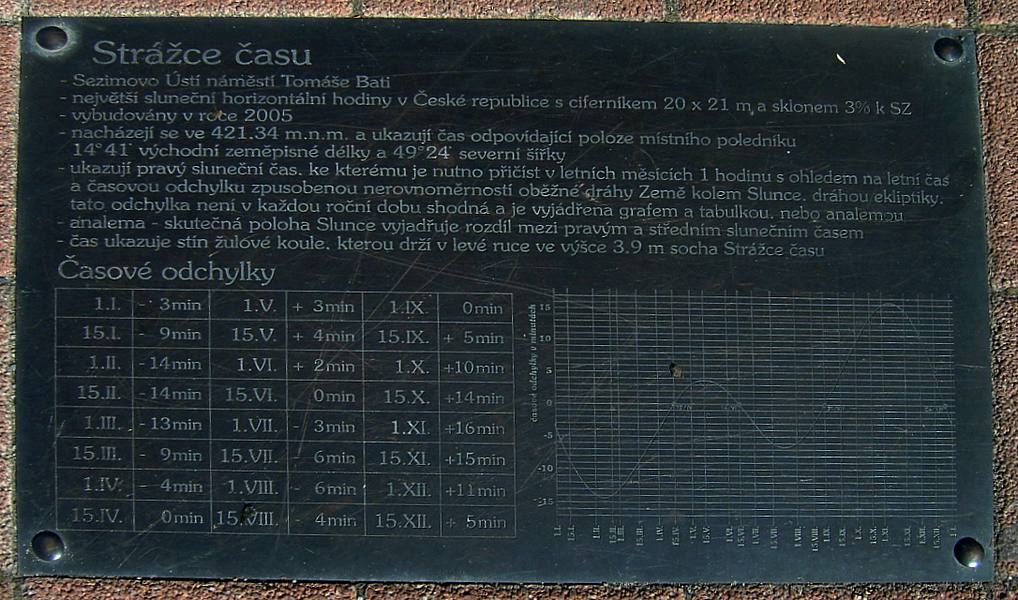 Strážce času
- Sezimovo Ústí náměstí Tomáše Bati
- největší sluneční horizontální hodiny v České republice s ciferníkem 20 x 21 m, a sklonem 3% k SZ
- vybudovány v roce 2005
- nacházejí se ve 421.34 m.n.m. a ukazují čas odpovídající poloze místního poledníku
14°41' východní zeměpisné délky a 49°24' severní šířky
- ukazují pravý sluneční čas, ke kterému je nutno přičíst v letních měsících 1 hodinu s ohledem na letní čas
a časovou odchylku zpusobenou nerovnoměrností oběžné dráhy Země kolem Slunce, dráhou ekliptiky,
tato odchylka není v každou roční dobu shodná a je vyjádřena grafem a tabulkou, nebo analemou
- analema - skutečná poloha Slunce vyjadřuje rozdíl mezi pravým a středním slunečním časem
- čas ukazuje stín žulové koule, kterou drží v levé ruce ve výšce 3.9 m socha Strážce času
Časové odchylky
1.I. - 3min 1.V. + 3min 1.IX. 0min
15.I. - 9min 15.V. + 4min 15.IX. + 5min
1.II. -14min 1.VI. + 2min 1.X. +10min
15.II. -14min 15.VI. 0min 15.X. +14min
1.III. -13min 1.VII. - 3min 1.XI. +16min
15.III. - 9min 15.VII. - 6min 15.XI. +15min
1.IV. - 4min 1.VIII. - 6min 1.XII. +11min
15.IV. 0min 15.VIII. - 4min 15.XII. + 5min
časové odchylky v minutách
15
10
5
0
-5
-10
-15